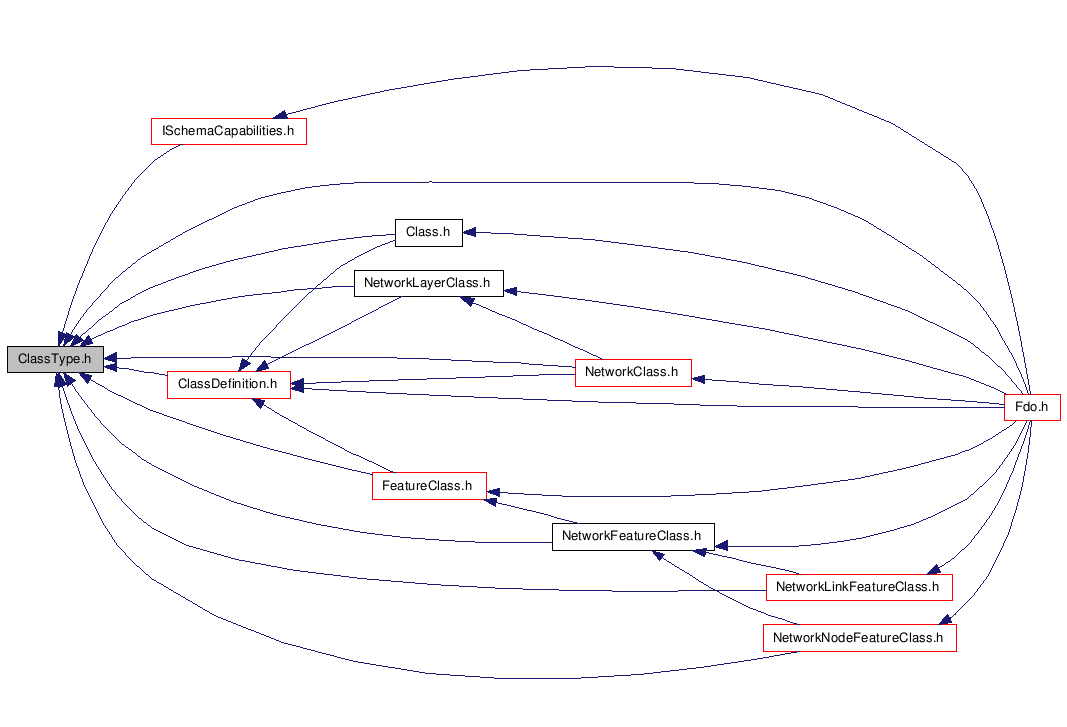 ISchemaCapabilities.h
Class.h
NetworkLayerClass.h
ClassType.h
ClassDefinition.h
NetworkClass.h
Fdo.h
FeatureClass.h
NetworkFeatureClass.h
NetworkLinkFeatureClass.h
NetworkNodeFeatureClass.h